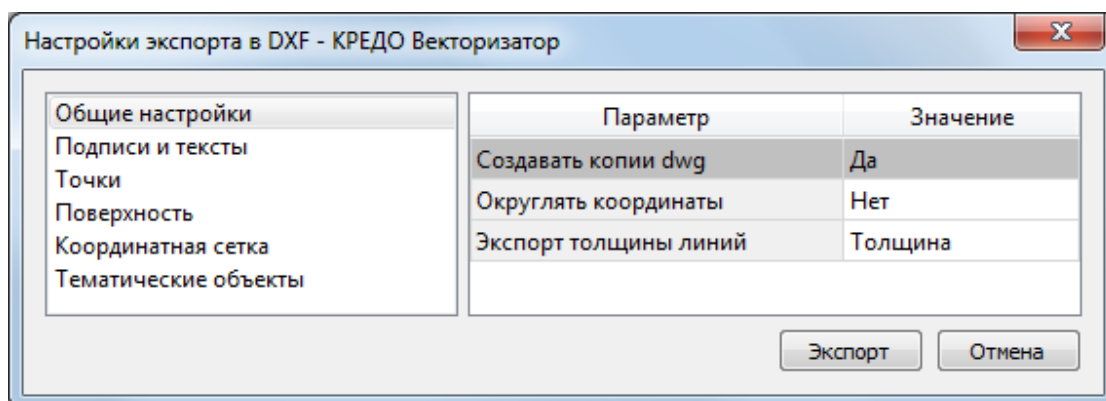 Настройки экспорта в DXF - КРЕДО Векторизатор
Общие настройки
Подписи и тексты
Точки
Поверхность
Координатная сетка
Тематические объекты
Параметр Значение
Создавать копии dwg Да
Округлять координаты Нет
Экспорт толщины линий Толщина
Экспорт Отмена